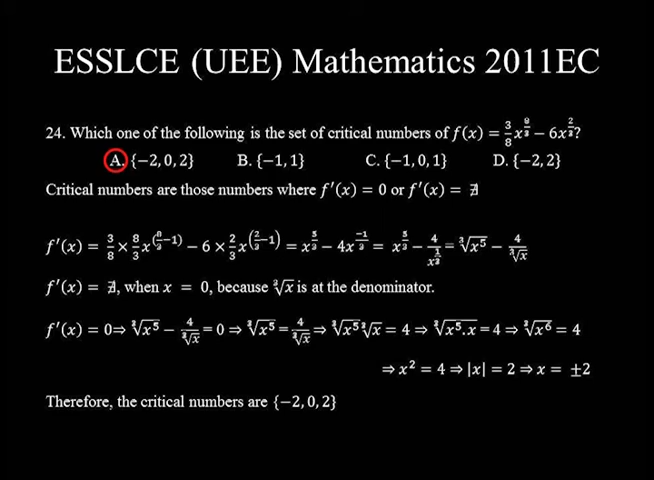 ESSLCE (UEE) Mathematics 2011EC
24. Which one of the following is the set of critical numbers of f(x) = 3/8 x^(8/3) − 6x^(2/3)?
A. {−2, 0, 2} B. {−1, 1} C. {−1, 0, 1} D. {−2, 2}
Critical numbers are those numbers where f′(x) = 0 or f′(x) = ∄
f′(x) = 3/8 × 8/3 x^(8/3 −1) − 6 × 2/3 x^(2/3 −1) = x^(5/3) − 4x^(−1/3) = x^(5/3) − 4/x^(1/3) = ∛x⁵ − 4/∛x
f′(x) = ∄, when x = 0, because ∛x is at the denominator.
f′(x) = 0⇒ ∛x⁵ − 4/∛x = 0 ⇒ ∛x⁵ = 4/∛x ⇒ ∛x⁵ ∛x = 4 ⇒ ∛x⁵.x = 4 ⇒ ∛x⁶ = 4
⇒ x² = 4 ⇒ |x| = 2 ⇒ x = ±2
Therefore, the critical numbers are {−2, 0, 2}